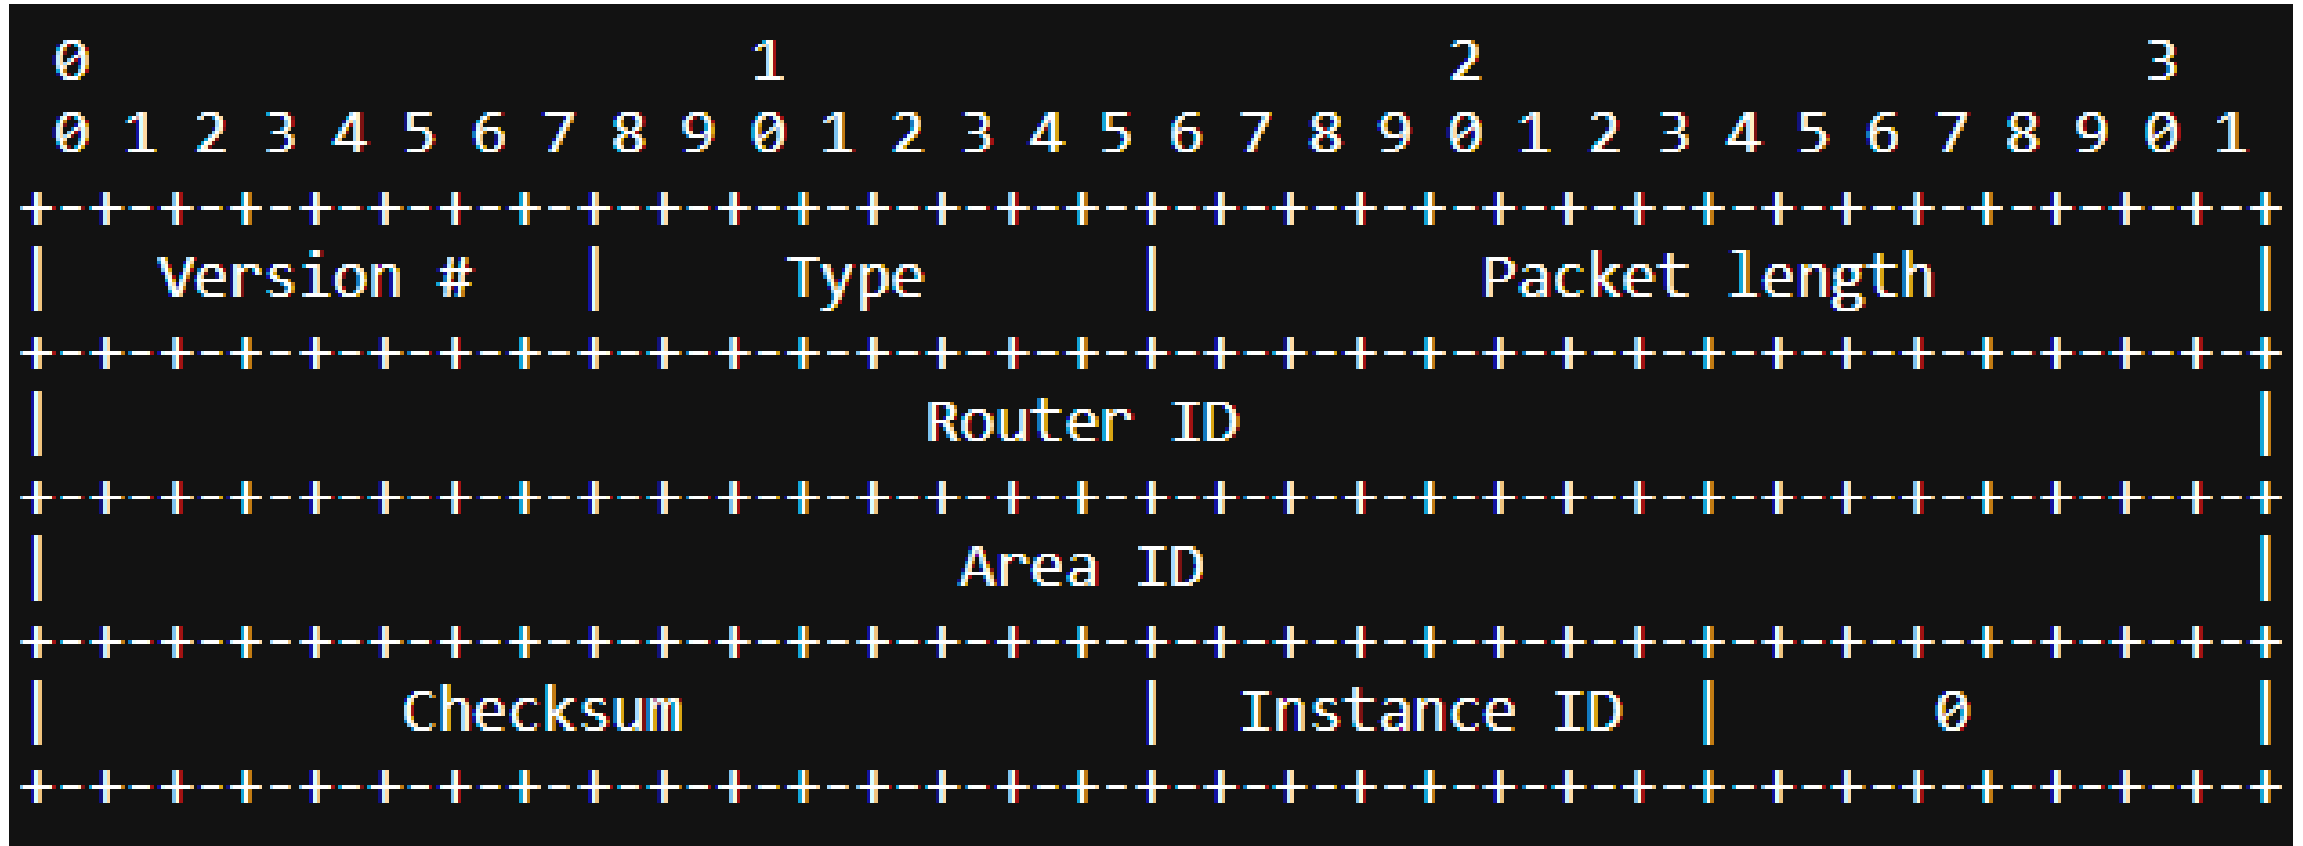 0                   1                   2                   3
 0 1 2 3 4 5 6 7 8 9 0 1 2 3 4 5 6 7 8 9 0 1 2 3 4 5 6 7 8 9 0 1
+-+-+-+-+-+-+-+-+-+-+-+-+-+-+-+-+-+-+-+-+-+-+-+-+-+-+-+-+-+-+-+-+
|   Version #   |     Type      |         Packet length         |
+-+-+-+-+-+-+-+-+-+-+-+-+-+-+-+-+-+-+-+-+-+-+-+-+-+-+-+-+-+-+-+-+
|                         Router ID                             |
+-+-+-+-+-+-+-+-+-+-+-+-+-+-+-+-+-+-+-+-+-+-+-+-+-+-+-+-+-+-+-+-+
|                          Area ID                              |
+-+-+-+-+-+-+-+-+-+-+-+-+-+-+-+-+-+-+-+-+-+-+-+-+-+-+-+-+-+-+-+-+
|          Checksum             |  Instance ID  |      0        |
+-+-+-+-+-+-+-+-+-+-+-+-+-+-+-+-+-+-+-+-+-+-+-+-+-+-+-+-+-+-+-+-+